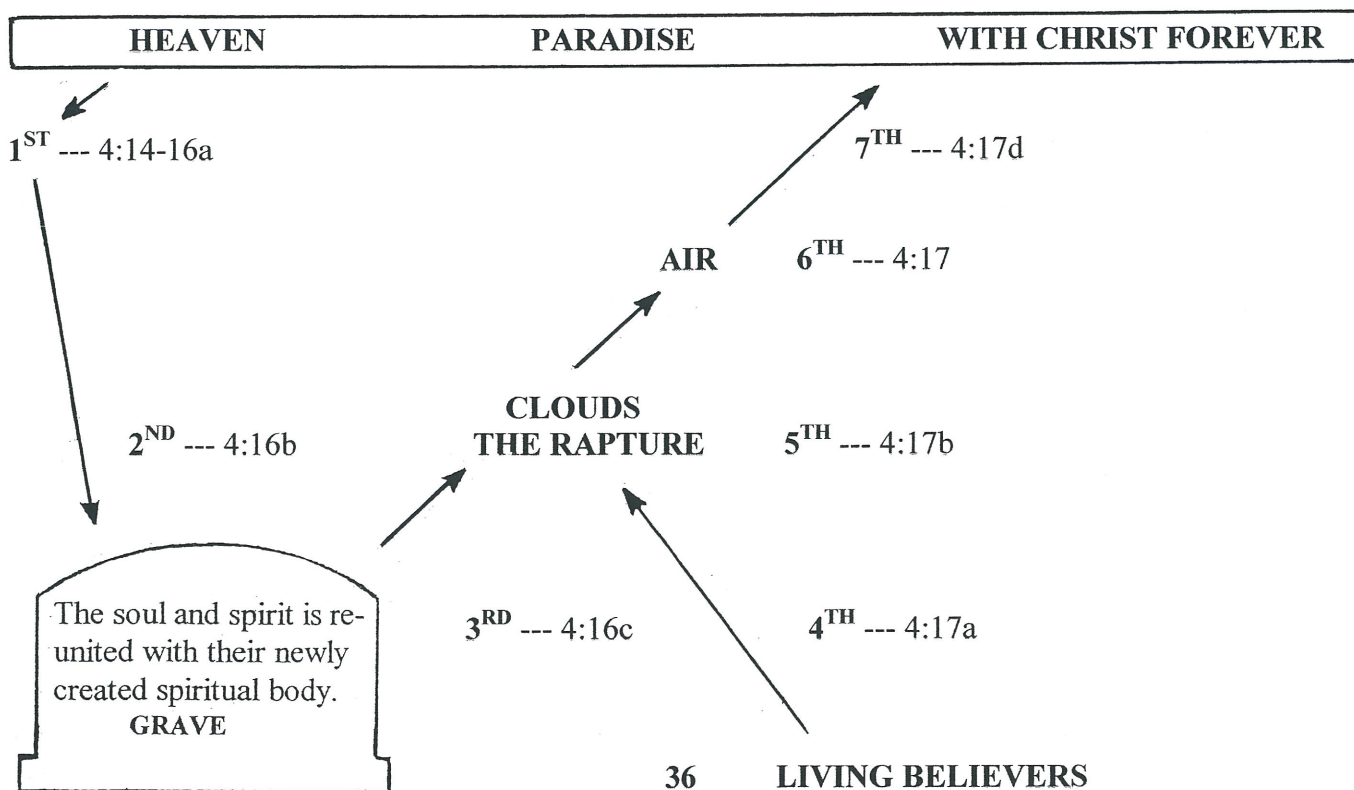 HEAVEN PARADISE WITH CHRIST FOREVER
1ST --- 4:14-16a
7TH --- 4:17d
AIR 6TH --- 4:17
CLOUDS
2ND --- 4:16b THE RAPTURE 5TH --- 4:17b
The soul and spirit is re-
united with their newly
created spiritual body.
GRAVE
3RD --- 4:16c 4TH --- 4:17a
36 LIVING BELIEVERS